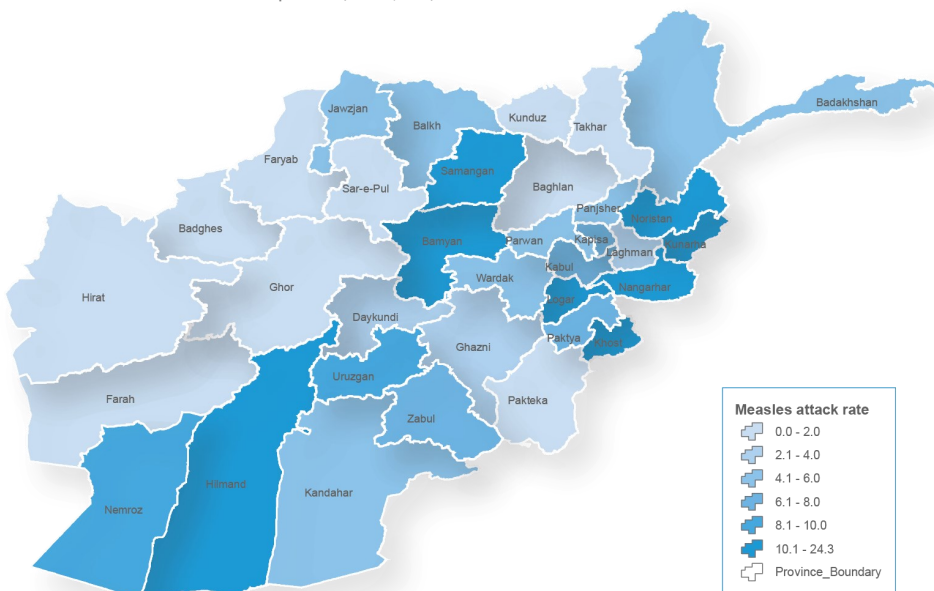 Jawzjan
Balkh
Kunduz
Takhar
Badakhshan
Faryab
Samangan
Sar-e-Pul
Baghlan
Panjsher
Noristan
Badghes
Bamyan
Parwan
Kapisa
Kunarha
Laghman
Kabul
Wardak
Nangarhar
Hirat
Ghor
Logar
Daykundi
Paktya
Khost
Ghazni
Uruzgan
Farah
Pakteka
Zabul
Hilmand
Kandahar
Nemroz
Measles attack rate
0.0 - 2.0
2.1 - 4.0
4.1 - 6.0
6.1 - 8.0
8.1 - 10.0
10.1 - 24.3
Province_Boundary